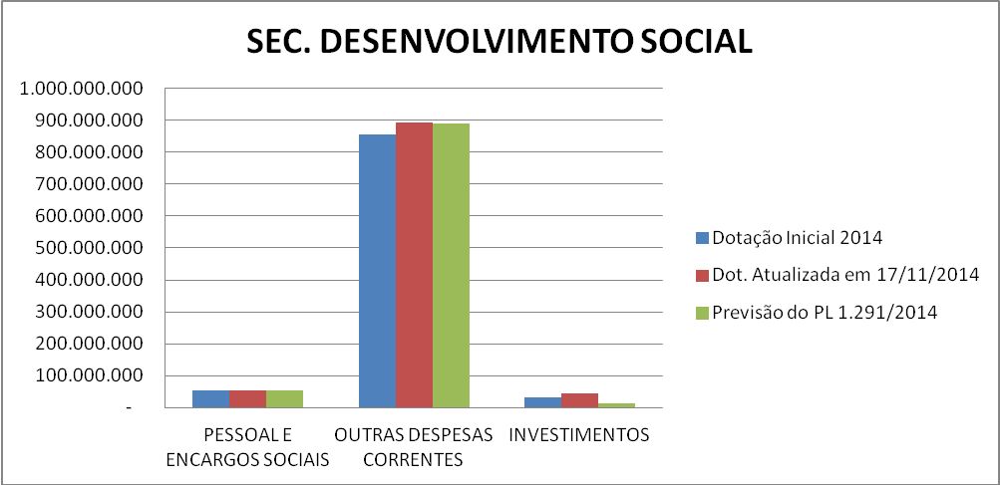 SEC. DESENVOLVIMENTO SOCIAL
1.000.000.000
900.000.000
800.000.000
700.000.000
600.000.000
500.000.000
400.000.000
300.000.000
200.000.000
100.000.000
-
PESSOAL E
ENCARGOS SOCIAIS
OUTRAS DESPESAS
CORRENTES
INVESTIMENTOS
Dotação Inicial 2014
Dot. Atualizada em 17/11/2014
Previsão do PL 1.291/2014